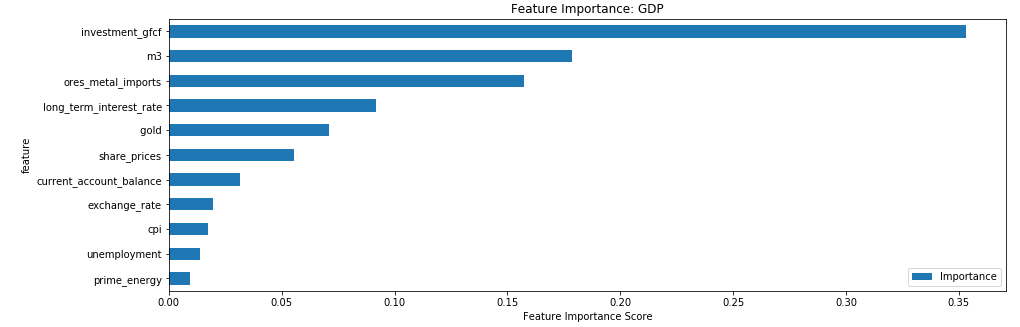 Feature Importance: GDP
feature
investment_gfcf
m3
ores_metal_imports
long_term_interest_rate
gold
share_prices
current_account_balance
exchange_rate
cpi
unemployment
prime_energy
Importance
0.00 0.05 0.10 0.15 0.20 0.25 0.30 0.35
Feature Importance Score